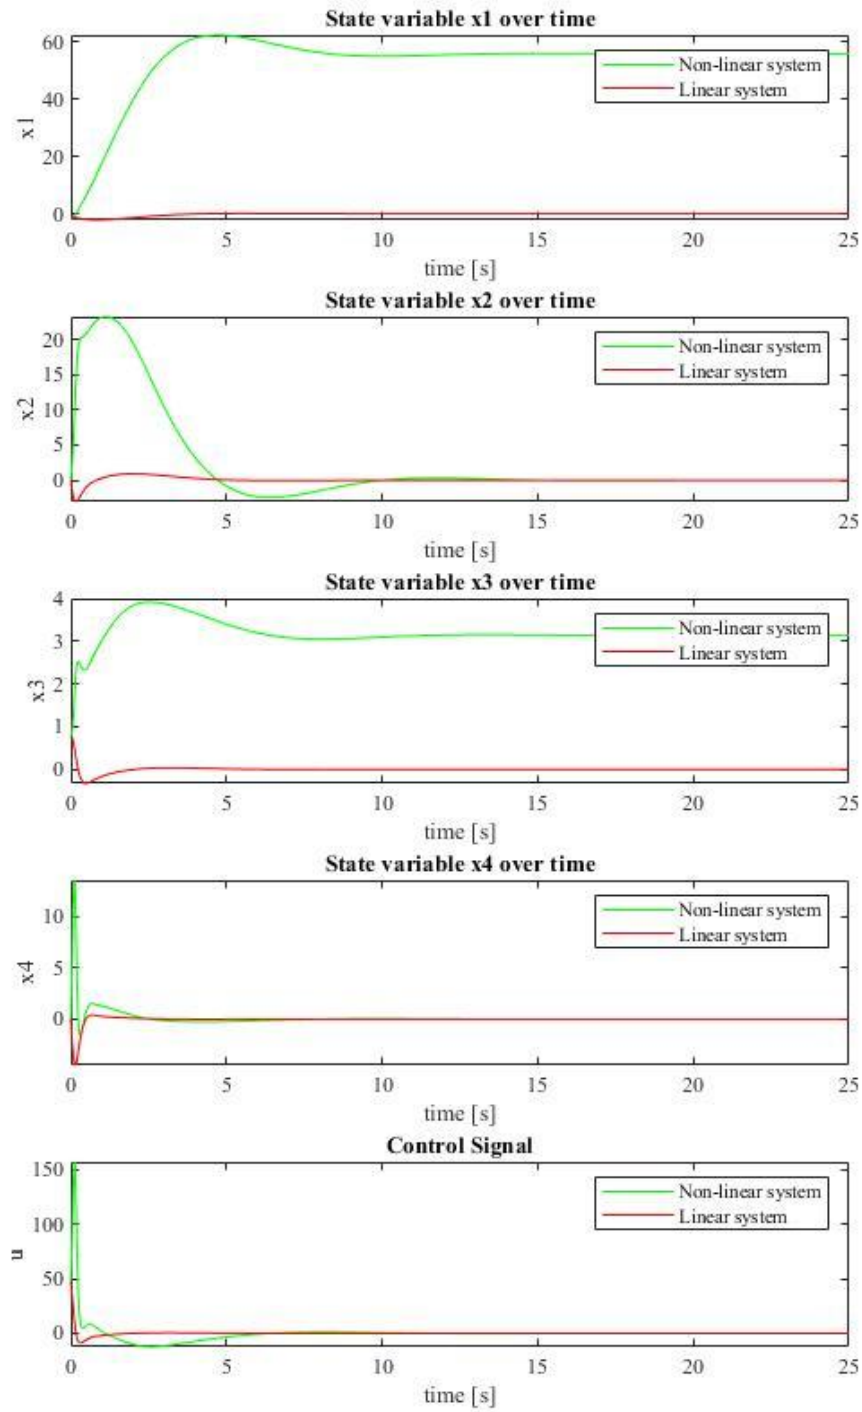 State variable x1 over time
60
40
20
0
x1
Non-linear system
Linear system
0 5 10 15 20 25
time [s]
State variable x2 over time
20
15
10
5
0
x2
Non-linear system
Linear system
0 5 10 15 20 25
time [s]
State variable x3 over time
4
3
2
1
0
x3
Non-linear system
Linear system
0 5 10 15 20 25
time [s]
State variable x4 over time
10
5
0
x4
Non-linear system
Linear system
0 5 10 15 20 25
time [s]
Control Signal
150
100
50
0
u
Non-linear system
Linear system
0 5 10 15 20 25
time [s]